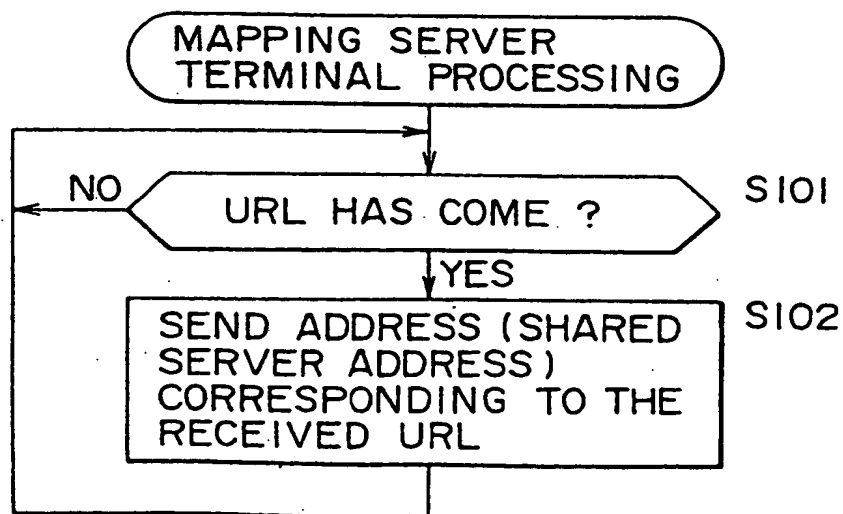 MAPPING SERVER
TERMINAL PROCESSING
NO
URL HAS COME ?
S101
YES
SEND ADDRESS (SHARED
SERVER ADDRESS)
CORRESPONDING TO THE
RECEIVED URL
S102